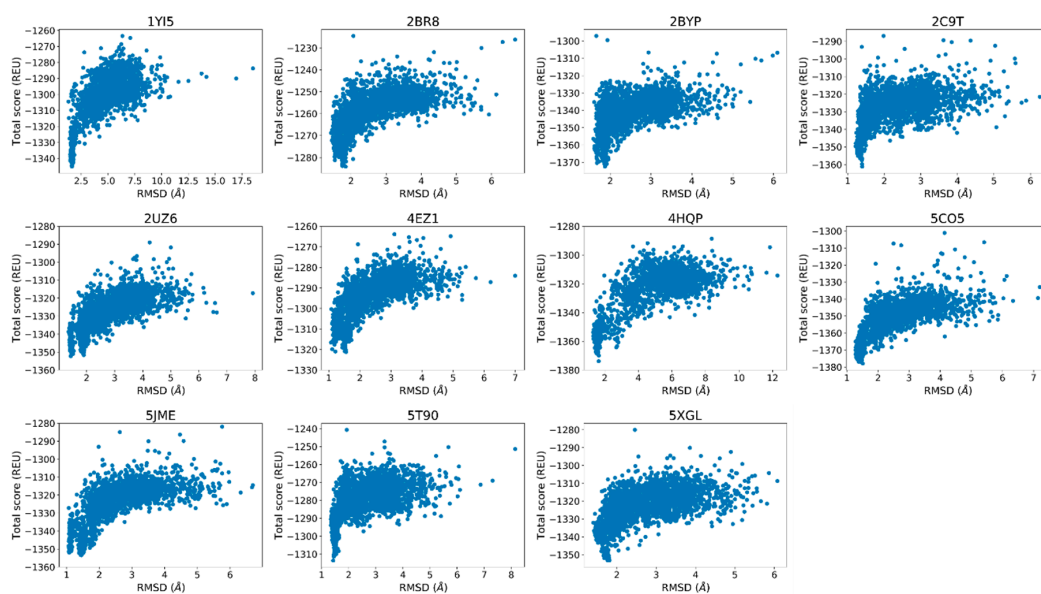 1YI5
Total score (REU)
−1260
−1270
−1280
−1290
−1300
−1310
−1320
−1330
−1340
2.5 5.0 7.5 10.0 12.5 15.0 17.5
RMSD (Å)
2BR8
Total score (REU)
−1230
−1240
−1250
−1260
−1270
−1280
2 3 4 5 6
RMSD (Å)
2BYP
Total score (REU)
−1300
−1310
−1320
−1330
−1340
−1350
−1360
−1370
2 3 4 5 6
RMSD (Å)
2C9T
Total score (REU)
−1290
−1300
−1310
−1320
−1330
−1340
−1350
−1360
1 2 3 4 5 6
RMSD (Å)
2UZ6
Total score (REU)
−1280
−1290
−1300
−1310
−1320
−1330
−1340
−1350
−1360
2 3 4 5 6 7 8
RMSD (Å)
4EZ1
Total score (REU)
−1260
−1270
−1280
−1290
−1300
−1310
−1320
−1330
1 2 3 4 5 6 7
RMSD (Å)
4HQP
Total score (REU)
−1280
−1300
−1320
−1340
−1360
−1380
2 4 6 8 10 12
RMSD (Å)
5CO5
Total score (REU)
−1300
−1310
−1320
−1330
−1340
−1350
−1360
−1370
−1380
1 2 3 4 5 6 7
RMSD (Å)
5JME
Total score (REU)
−1280
−1290
−1300
−1310
−1320
−1330
−1340
−1350
−1360
1 2 3 4 5 6
RMSD (Å)
5T90
Total score (REU)
−1240
−1250
−1260
−1270
−1280
−1290
−1300
−1310
1 2 3 4 5 6 7 8
RMSD (Å)
5XGL
Total score (REU)
−1280
−1290
−1300
−1310
−1320
−1330
−1340
−1350
2 3 4 5 6
RMSD (Å)